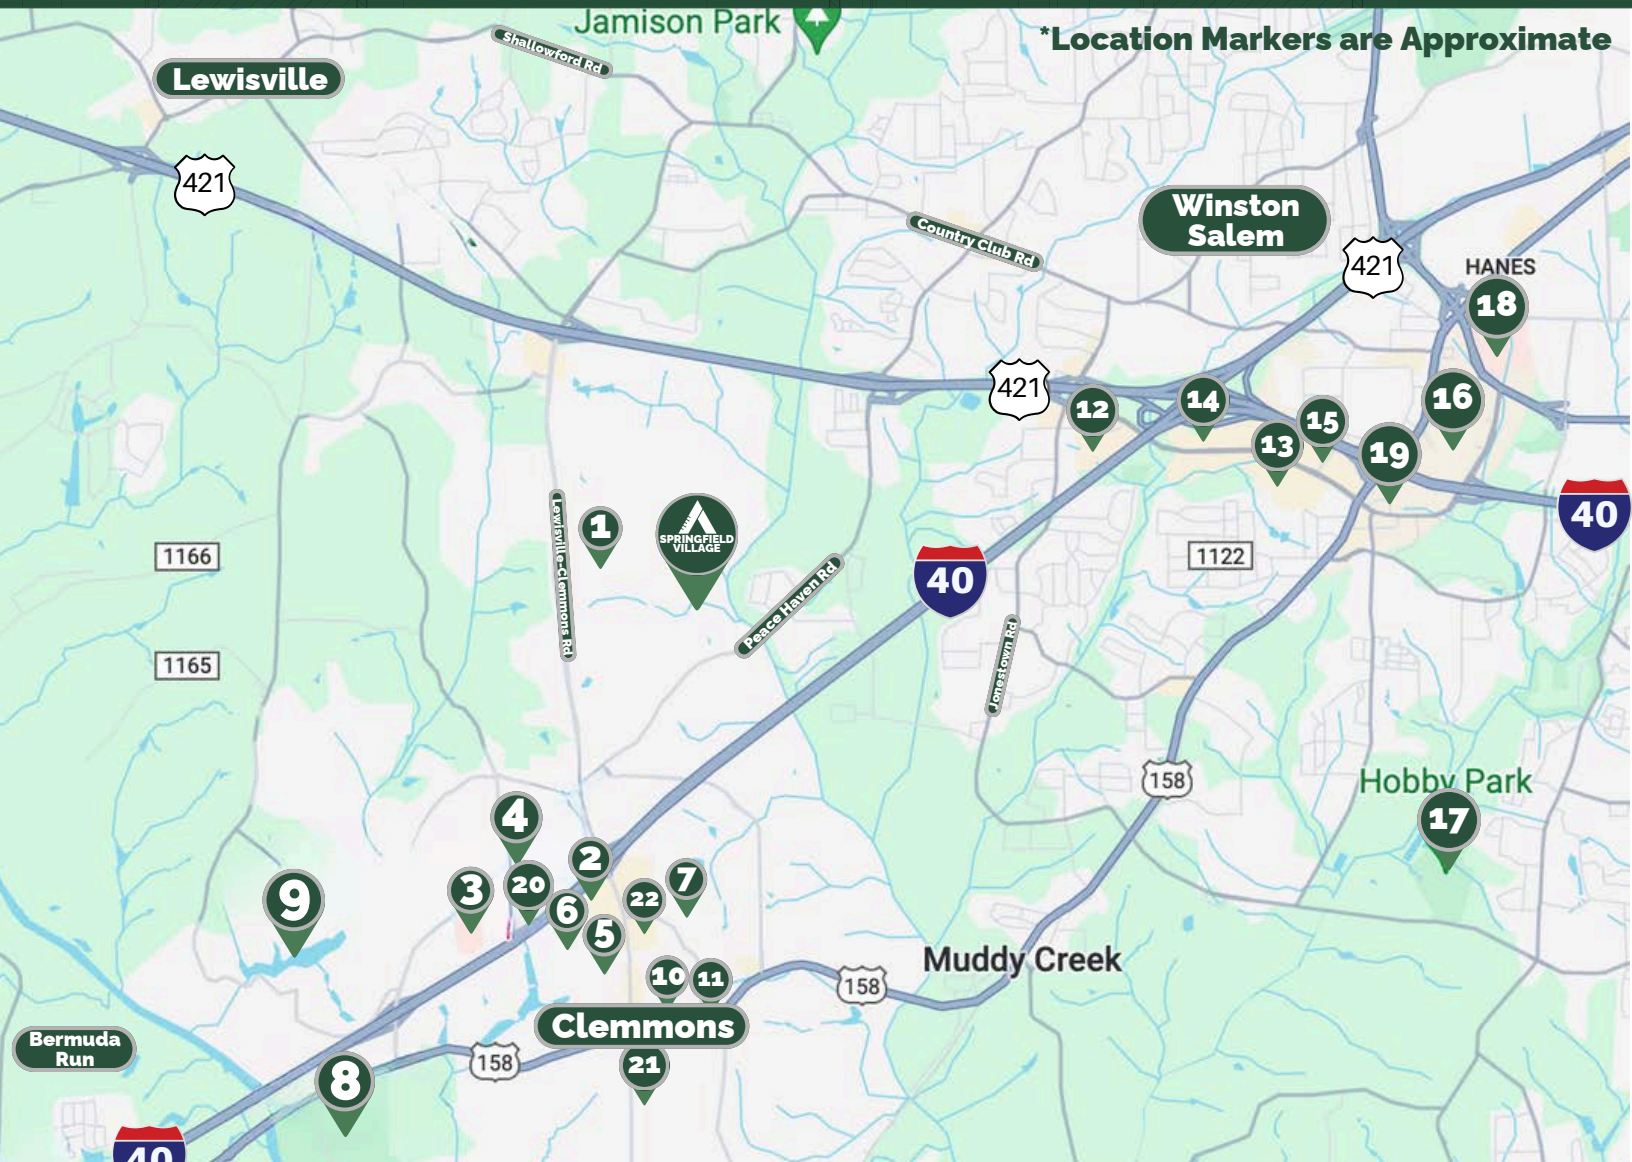 Jamison Park
*Location Markers are Approximate
Shallowford Rd
Lewisville
421
Winston
Salem
Country Club Rd
421
HANES
18
421
12
14
16
15
13
19
Lewisville-Clemmons Rd
1
SPRINGFIELD
VILLAGE
40
1166
1122
40
Peace Haven Rd
Jonestown Rd
1165
158
Hobby Park
17
4
2
3
20
7
9
22
6
5
Muddy Creek
10
11
158
Clemmons
Bermuda
Run
158
21
8
40